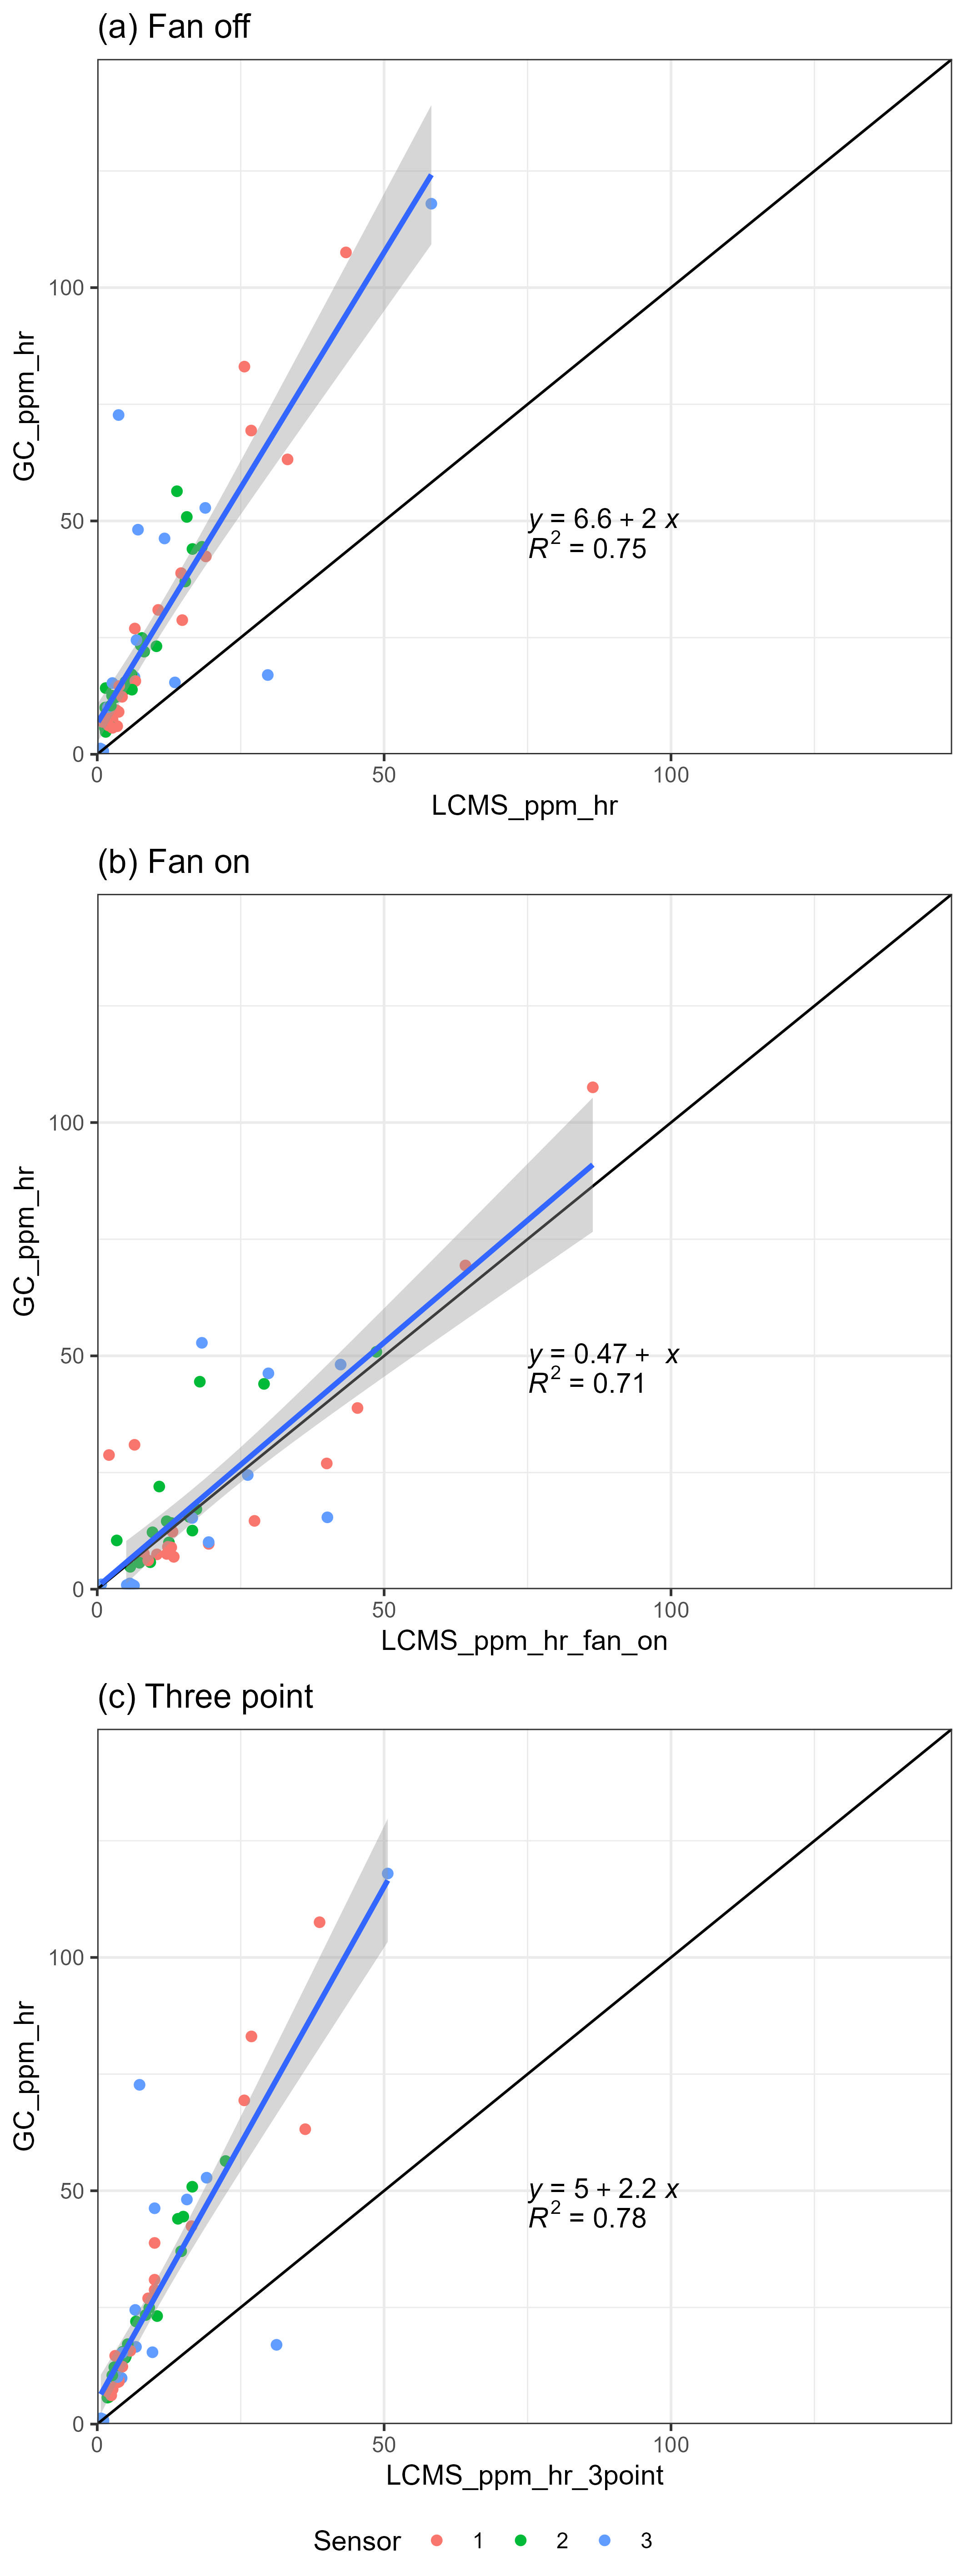 (a) Fan off
GC_ppm_hr
100
50
0
y = 6.6 + 2 x
R² = 0.75
0 50 100
LCMS_ppm_hr
(b) Fan on
GC_ppm_hr
100
50
0
y = 0.47 + x
R² = 0.71
0 50 100
LCMS_ppm_hr_fan_on
(c) Three point
GC_ppm_hr
100
50
0
y = 5 + 2.2 x
R² = 0.78
0 50 100
LCMS_ppm_hr_3point
Sensor 1 2 3